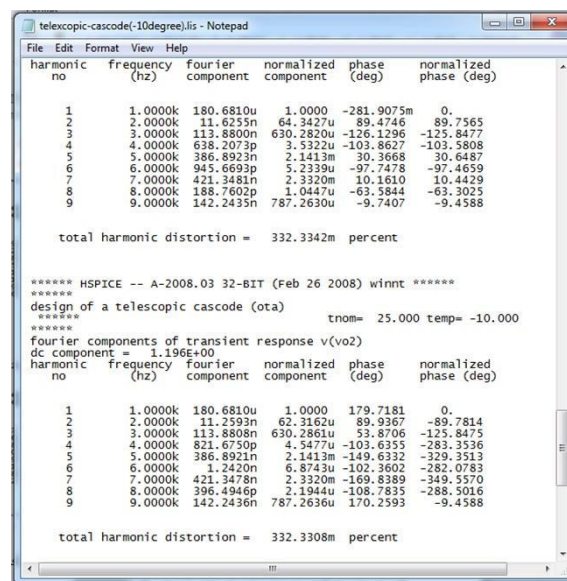 telexcopic-cascode(-10degree).lis - Notepad
File Edit Format View Help
harmonic frequency fourier normalized phase normalized
no (hz) component component (deg) phase (deg)
1 1.0000k 180.6810u 1.0000 -281.9075m 0.
2 2.0000k 11.6255n 64.3427u 89.4746 89.7565
3 3.0000k 113.8800n 630.2820u -126.1296 -125.8477
4 4.0000k 638.2073p 3.5322u -103.8627 -103.5808
5 5.0000k 386.8923n 2.1413m 30.3668 30.6487
6 6.0000k 945.6693p 5.2339u -97.7478 -97.4659
7 7.0000k 421.3481n 2.3320m 10.1610 10.4429
8 8.0000k 188.7602p 1.0447u -63.5844 -63.3025
9 9.0000k 142.2435n 787.2630u -9.7407 -9.4588
total harmonic distortion = 332.3342m percent
****** HSPICE -- A-2008.03 32-BIT (Feb 26 2008) winnt ******
******
design of a telescopic cascode (ota)
****** tnom= 25.000 temp= -10.000
******
fourier components of transient response v(vo2)
dc component = 1.196E+00
harmonic frequency fourier normalized phase normalized
no (hz) component component (deg) phase (deg)
1 1.0000k 180.6810u 1.0000 179.7181 0.
2 2.0000k 11.2593n 62.3162u 89.9367 -89.7814
3 3.0000k 113.8808n 630.2861u 53.8706 -125.8475
4 4.0000k 821.6750p 4.5477u -103.6355 -283.3536
5 5.0000k 386.8921n 2.1413m -149.6332 -329.3513
6 6.0000k 1.2420n 6.8743u -102.3602 -282.0783
7 7.0000k 421.3478n 2.3320m -169.8389 -349.5570
8 8.0000k 396.4946p 2.1944u -108.7835 -288.5016
9 9.0000k 142.2436n 787.2636u 170.2593 -9.4588
total harmonic distortion = 332.3308m percent